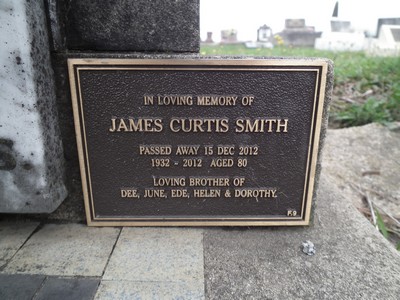 IN LOVING MEMORY OF
JAMES CURTIS SMITH
PASSED AWAY 15 DEC 2012
1932 - 2012 AGED 80
LOVING BROTHER OF
DEE, JUNE, EDE, HELEN & DOROTHY.